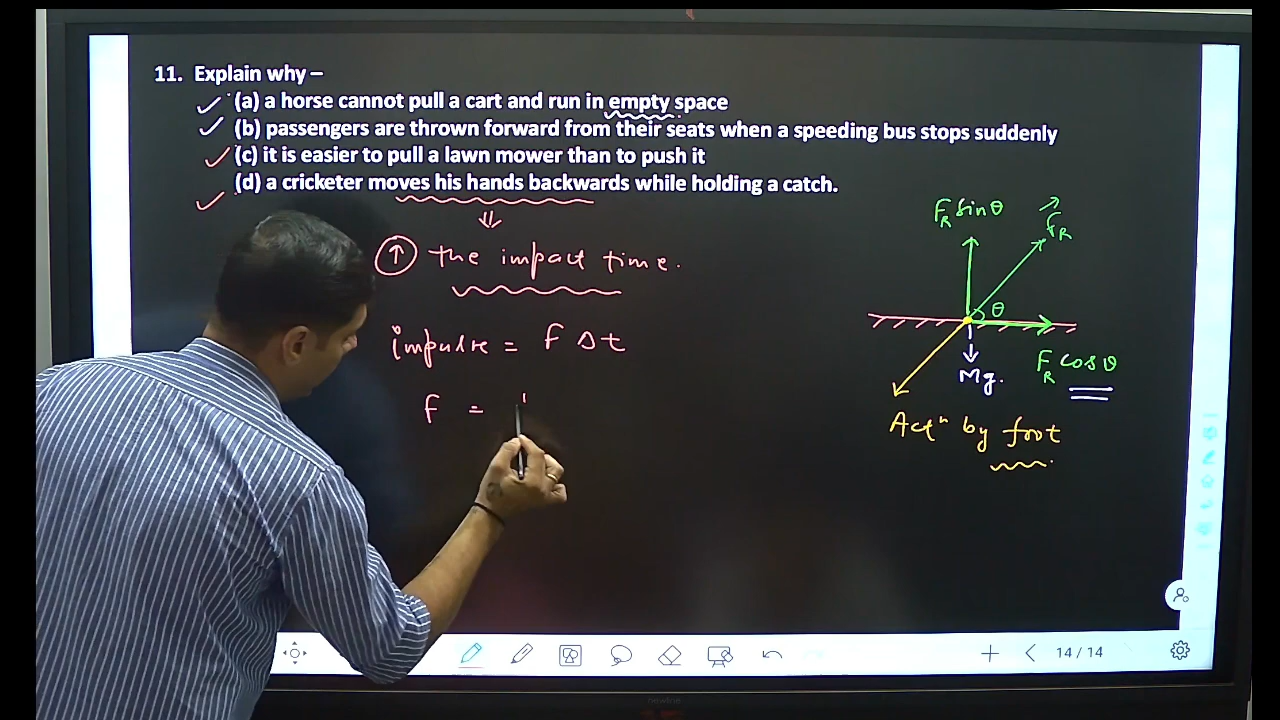 11. Explain why –
(a) a horse cannot pull a cart and run in empty space
(b) passengers are thrown forward from their seats when a speeding bus stops suddenly
(c) it is easier to pull a lawn mower than to push it
(d) a cricketer moves his hands backwards while holding a catch.
⇓
↑ the impact time.
impulse = F Δt
F =
F_R sinθ
F_R
θ
F_R cosθ
Mg.
Actⁿ by foot
14 / 14
newline